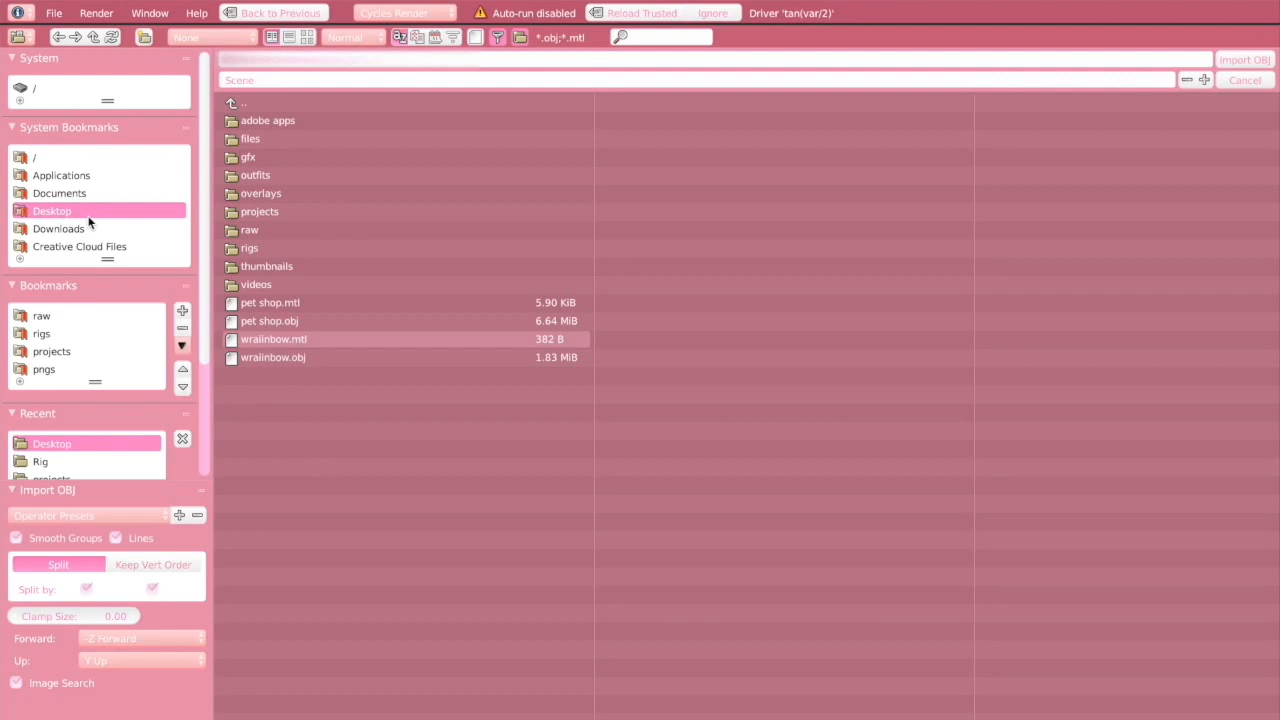 File Render Window Help Back to Previous Cycles Render Auto-run disabled Reload Trusted Ignore Driver 'tan(var/2)'
None Normal *.obj;*.mtl
System
/
System Bookmarks
/
Applications
Documents
Desktop
Downloads
Creative Cloud Files
Bookmarks
raw
rigs
projects
pngs
Recent
Desktop
Rig
projects
Import OBJ
Operator Presets
Smooth Groups Lines
Split Keep Vert Order
Split by:
Clamp Size: 0.00
Forward: -Z Forward
Up: Y Up
Image Search
Import OBJ
Scene Cancel
..
adobe apps
files
gfx
outfits
overlays
projects
raw
rigs
thumbnails
videos
pet shop.mtl 5.90 KiB
pet shop.obj 6.64 MiB
wraiinbow.mtl 382 B
wraiinbow.obj 1.83 MiB